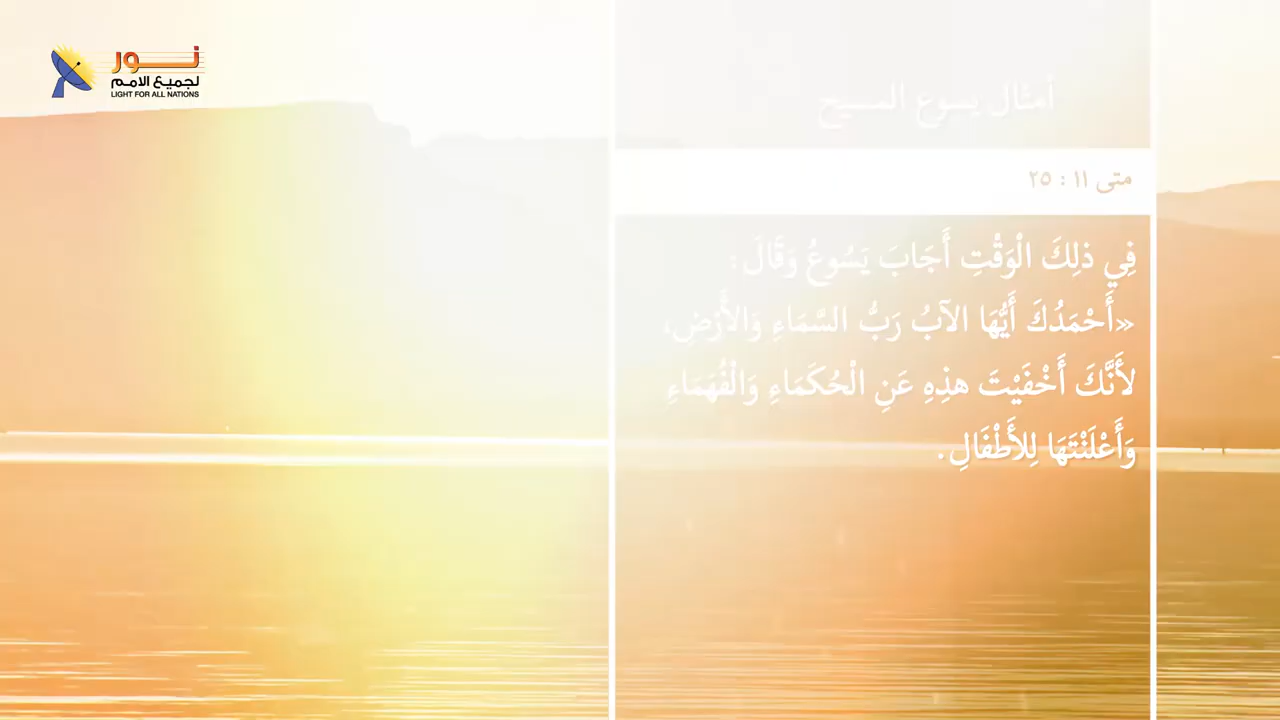 نور
لجميع الامم
LIGHT FOR ALL NATIONS
أمثال يسوع المسيح
متى ١١ : ٢٥
فِي ذلِكَ الْوَقْتِ أَجَابَ يَسُوعُ وَقَالَ:
«أَحْمَدُكَ أَيُّهَا الآبُ رَبُّ السَّمَاءِ وَالأَرْضِ،
لأَنَّكَ أَخْفَيْتَ هذِهِ عَنِ الْحُكَمَاءِ وَالْفُهَمَاءِ
وَأَعْلَنْتَهَا لِلأَطْفَالِ.